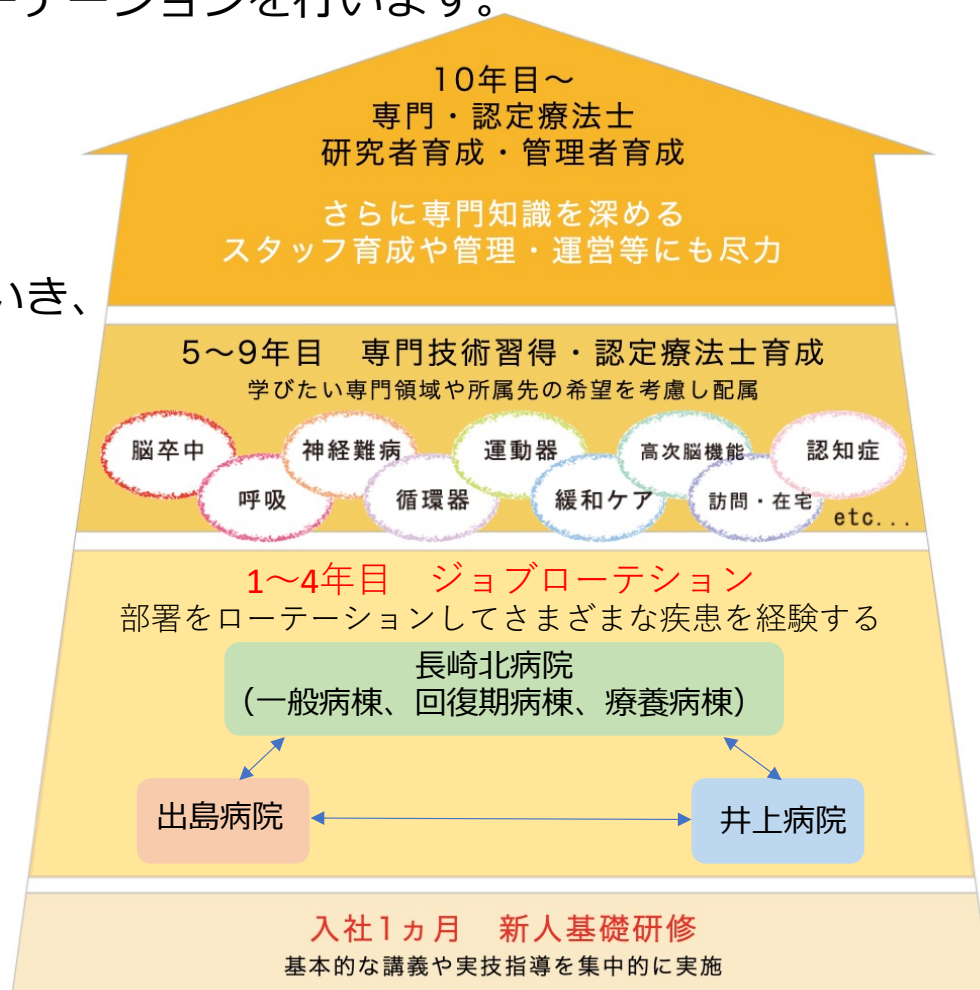 ーテーションを行います。
10年目～
専門・認定療法士
研究者育成・管理者育成
さらに専門知識を深める
スタッフ育成や管理・運営等にも尽力
いき、
5～9年目　専門技術習得・認定療法士育成
学びたい専門領域や所属先の希望を考慮し配属
脳卒中
神経難病
運動器
高次脳機能
認知症
呼吸
循環器
緩和ケア
訪問・在宅
etc...
1～4年目　ジョブローテション
部署をローテーションしてさまざまな疾患を経験する
長崎北病院
（一般病棟、回復期病棟、療養病棟）
出島病院
井上病院
入社1ヵ月　新人基礎研修
基本的な講義や実技指導を集中的に実施